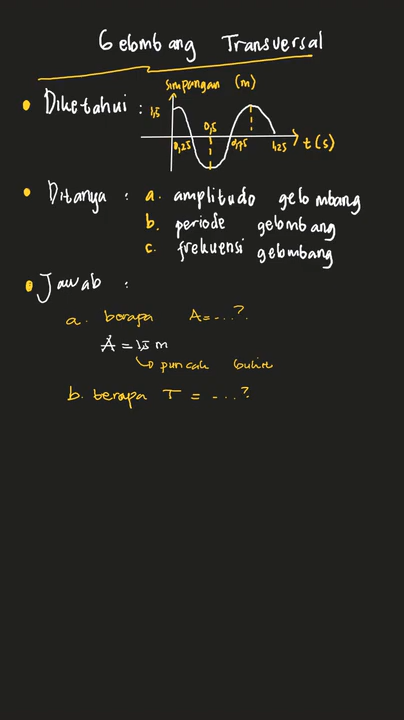 Gelombang Transversal
simpangan (m)
• Diketahui :
1,5
0,5
0,25
0,75
1,25
t (s)
• Ditanya : a. amplitudo gelombang
b. periode gelombang
c. frekuensi gelombang
• Jawab :
a. berapa A = ...?
A = 1,5 m
↳ puncak bukit
b. berapa T = ...?